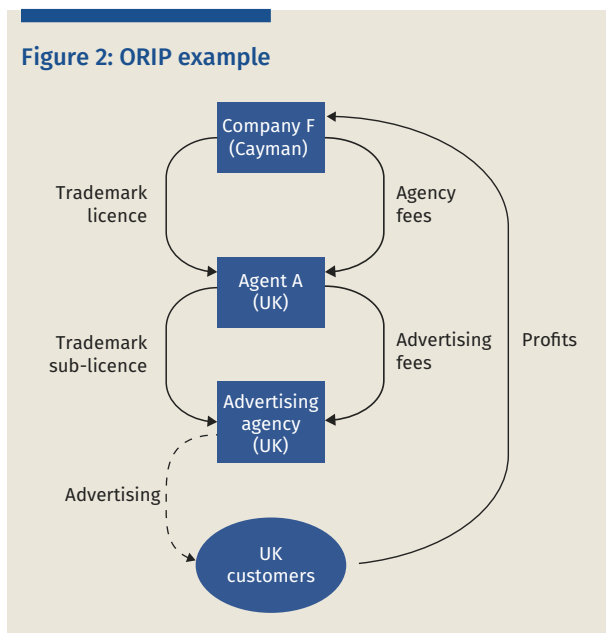 Figure 2: ORIP example
Company F
(Cayman)
Trademark
licence
Agency
fees
Agent A
(UK)
Trademark
sub-licence
Advertising
fees
Profits
Advertising
agency
(UK)
Advertising
UK
customers